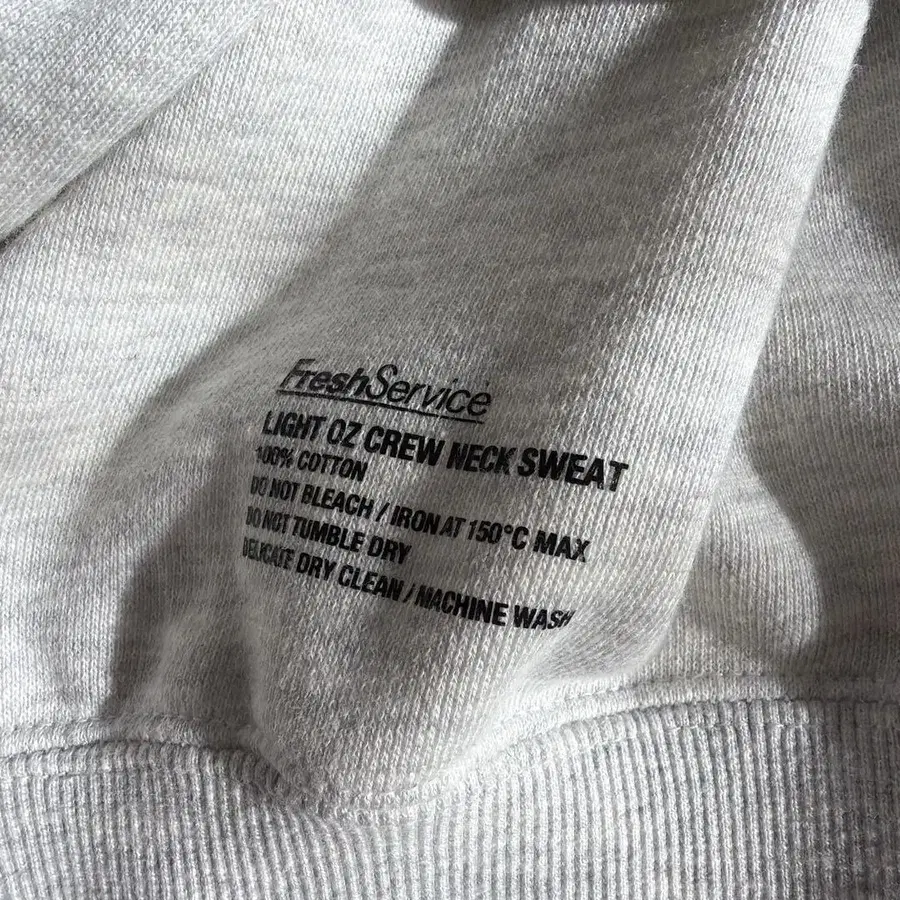 FreshService
LIGHT OZ CREW NECK SWEAT
100% COTTON
DO NOT BLEACH / IRON AT 150°C MAX
DO NOT TUMBLE DRY
DELICATE DRY CLEAN / MACHINE WASH